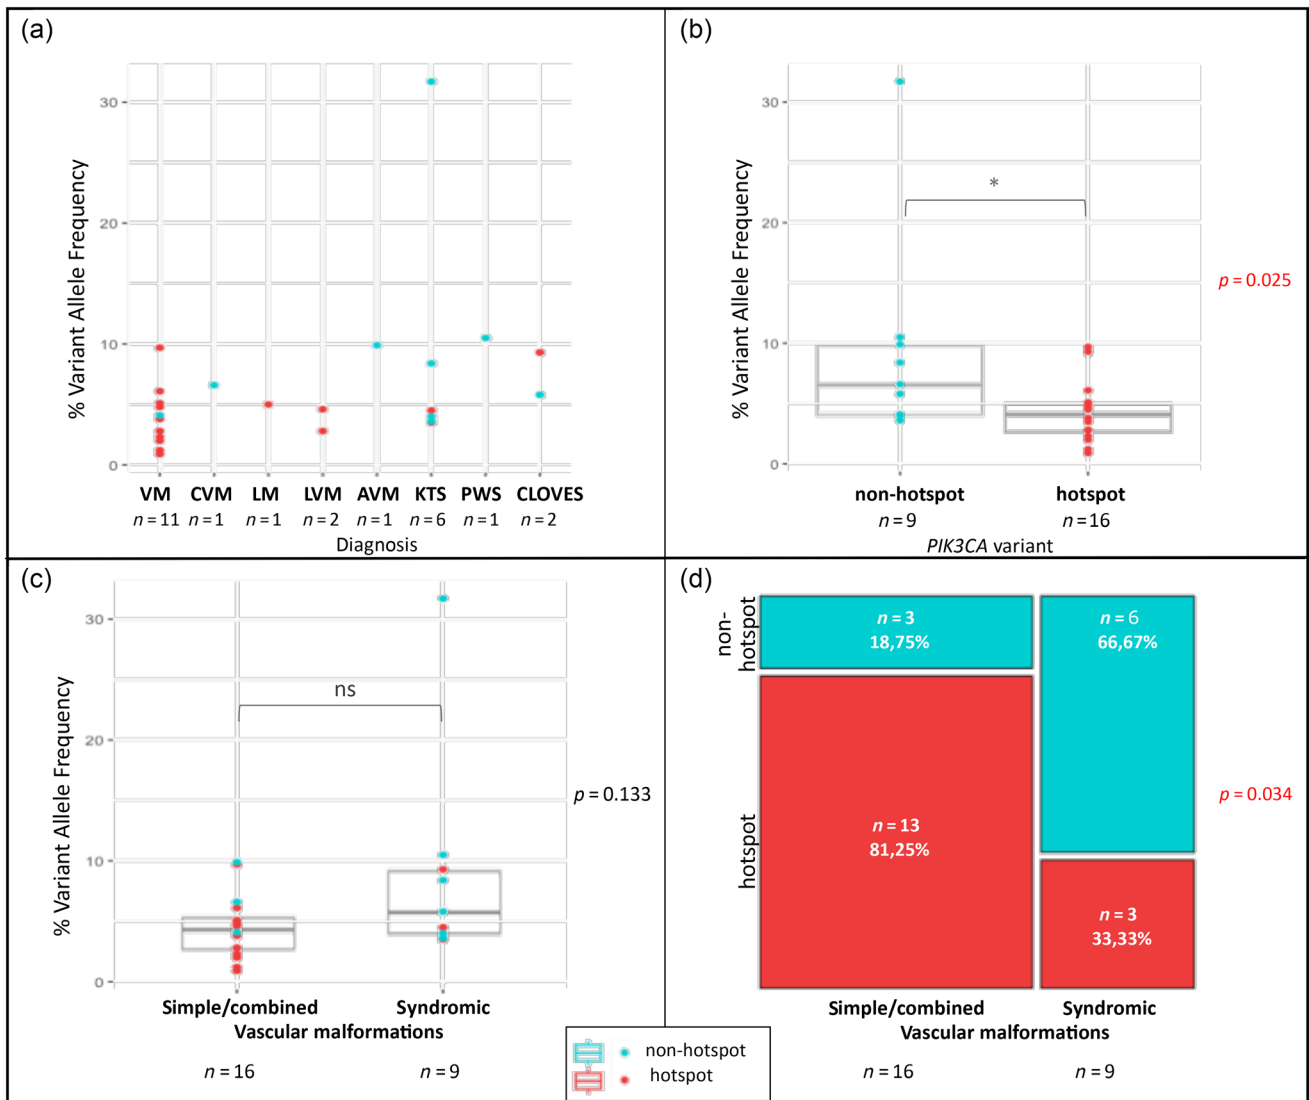 (a)
% Variant Allele Frequency
30
20
10
0
VM CVM LM LVM AVM KTS PWS CLOVES
n = 11 n = 1 n = 1 n = 2 n = 1 n = 6 n = 1 n = 2
Diagnosis
(b)
% Variant Allele Frequency
30
20
10
0
*
p = 0.025
non-hotspot hotspot
n = 9 n = 16
PIK3CA variant
(c)
% Variant Allele Frequency
30
20
10
0
ns
p = 0.133
Simple/combined Syndromic
Vascular malformations
n = 16 n = 9
(d)
non-
hotspot
hotspot
n = 3
18,75%
n = 6
66,67%
n = 13
81,25%
n = 3
33,33%
p = 0.034
Simple/combined Syndromic
Vascular malformations
n = 16 n = 9
non-hotspot
hotspot